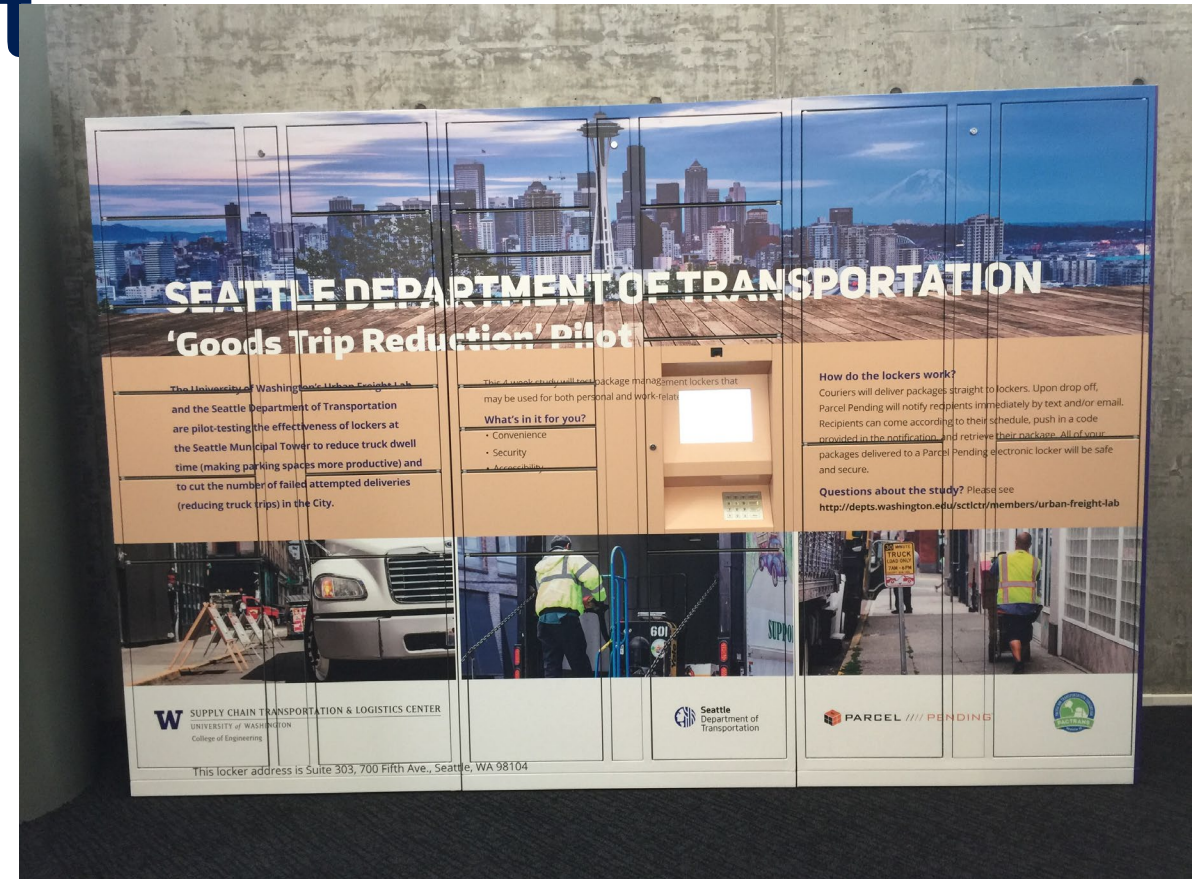 SEATTLE DEPARTMENT OF TRANSPORTATION
‘Goods Trip Reduction’ Pilot
The University of Washington's Urban Freight Lab
and the Seattle Department of Transportation
are pilot-testing the effectiveness of lockers at
the Seattle Municipal Tower to reduce truck dwell
time (making parking spaces more productive) and
to cut the number of failed attempted deliveries
(reducing truck trips) in the City.
This 4 week study will test package management lockers that
may be used for both personal and work-relate
What's in it for you?
• Convenience
• Security
• Accessibility
How do the lockers work?
Couriers will deliver packages straight to lockers. Upon drop off,
Parcel Pending will notify recipients immediately by text and/or email.
Recipients can come according to their schedule, push in a code
provided in the notification, and retrieve their package. All of your
packages delivered to a Parcel Pending electronic locker will be safe
and secure.
Questions about the study? Please see
http://depts.washington.edu/sctlctr/members/urban-freight-lab
30 MINUTE
TRUCK
LOAD ONLY
7AM-6PM
601
SUPPO
W
SUPPLY CHAIN TRANSPORTATION & LOGISTICS CENTER
UNIVERSITY of WASHINGTON
College of Engineering
Seattle
Department of
Transportation
PARCEL //// PENDING
PACTRANS
This locker address is Suite 303, 700 Fifth Ave., Seattle, WA 98104